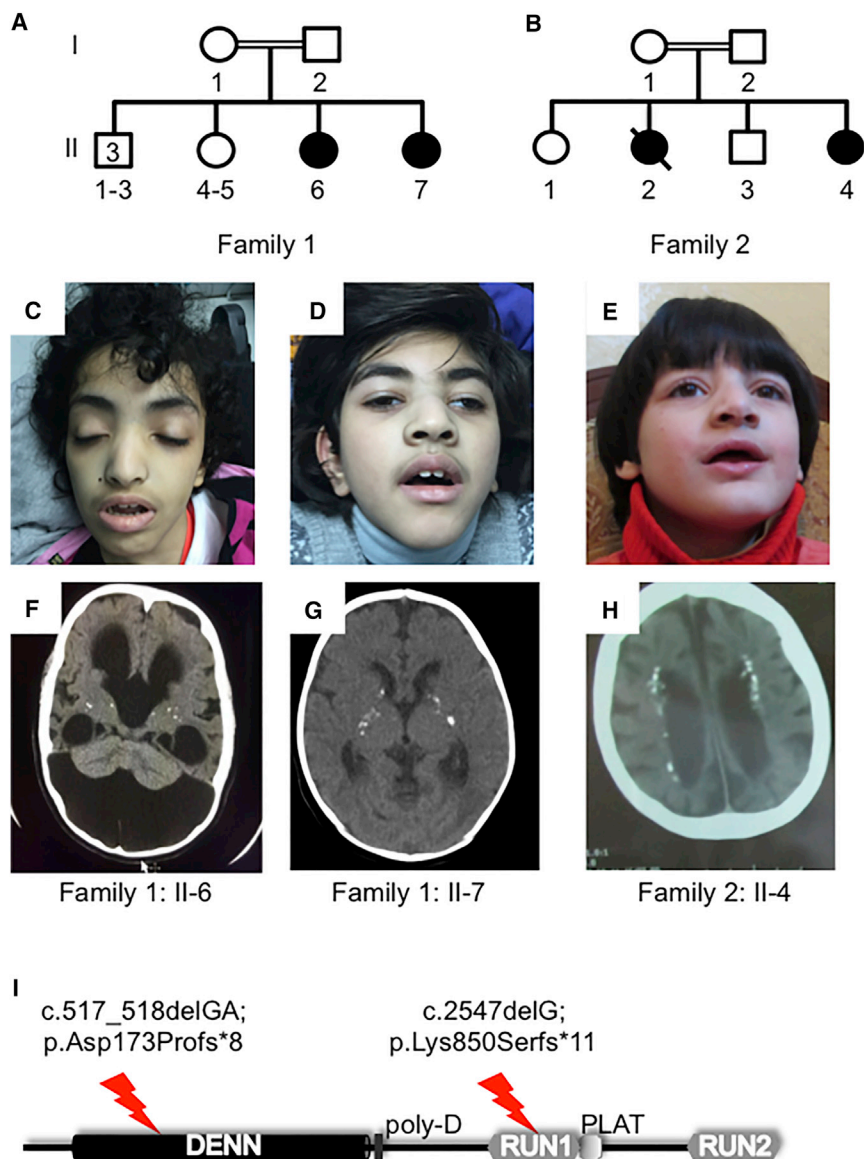 A
B
I
1
2
1
2
II
3
1-3
4-5
6
7
1
2
3
4
Family 1
Family 2
C
D
E
F
G
H
Family 1: II-6
Family 1: II-7
Family 2: II-4
I
c.517_518delGA;
p.Asp173Profs*8
c.2547delG;
p.Lys850Serfs*11
poly-D
PLAT
DENN
RUN1
RUN2